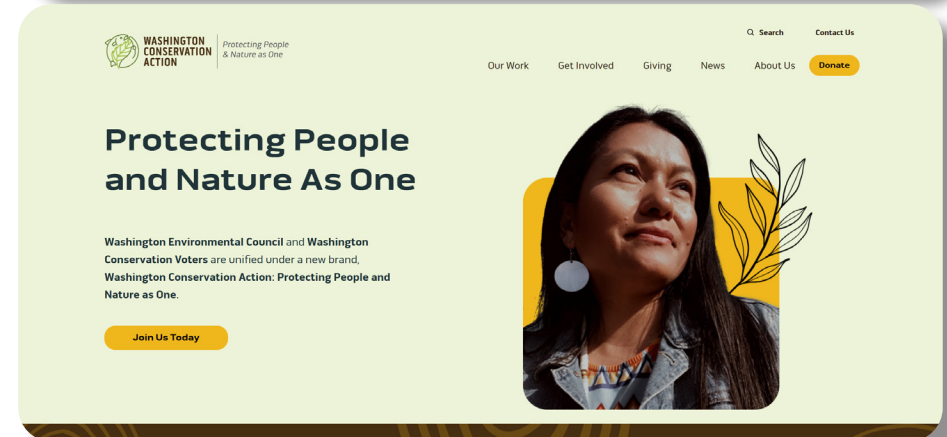 WASHINGTON
CONSERVATION
ACTION
Protecting People
& Nature as One
Search
Contact Us
Our Work
Get Involved
Giving
News
About Us
Donate
Protecting People
and Nature As One
Washington Environmental Council and Washington
Conservation Voters are unified under a new brand,
Washington Conservation Action: Protecting People and
Nature as One.
Join Us Today